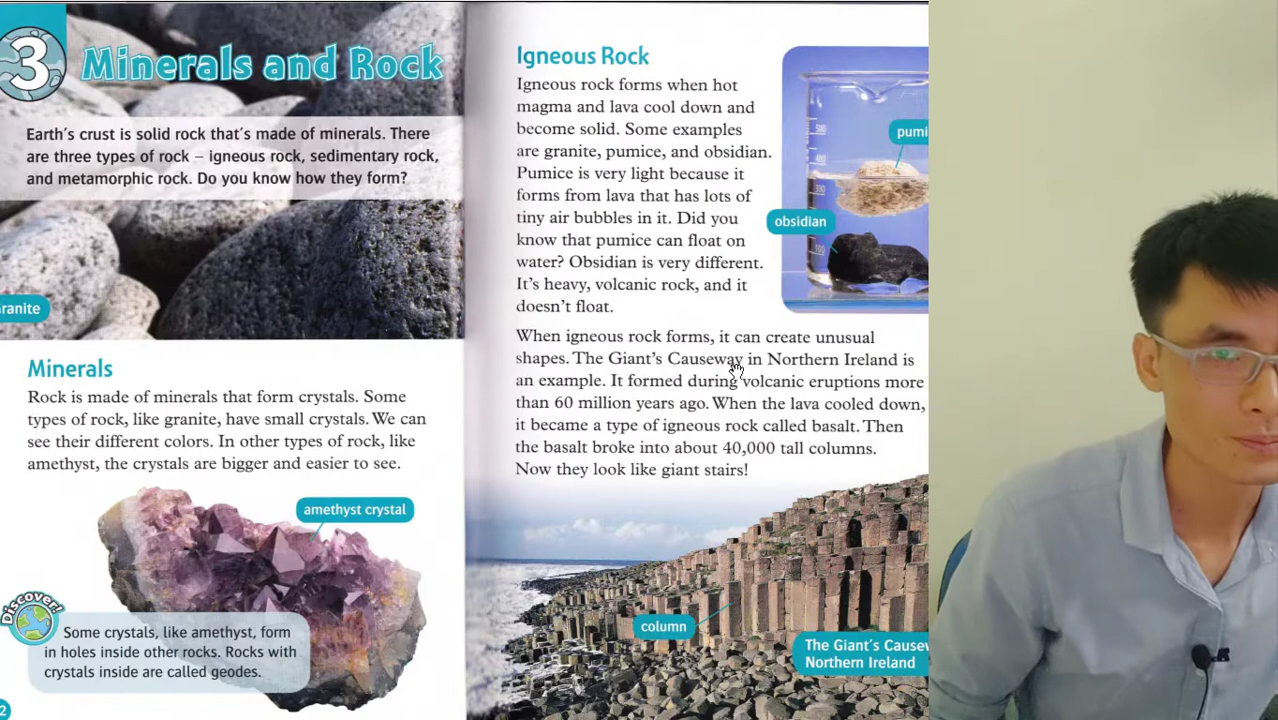 3
Minerals and Rock
Earth's crust is solid rock that's made of minerals. There
are three types of rock – igneous rock, sedimentary rock,
and metamorphic rock. Do you know how they form?
Granite
Minerals
Rock is made of minerals that form crystals. Some
types of rock, like granite, have small crystals. We can
see their different colors. In other types of rock, like
amethyst, the crystals are bigger and easier to see.
amethyst crystal
Discover!
Some crystals, like amethyst, form
in holes inside other rocks. Rocks with
crystals inside are called geodes.
2
Igneous Rock
Igneous rock forms when hot
magma and lava cool down and
become solid. Some examples
are granite, pumice, and obsidian.
Pumice is very light because it
forms from lava that has lots of
tiny air bubbles in it. Did you
know that pumice can float on
water? Obsidian is very different.
It's heavy, volcanic rock, and it
doesn't float.
pumi
obsidian
When igneous rock forms, it can create unusual
shapes. The Giant's Causeway in Northern Ireland is
an example. It formed during volcanic eruptions more
than 60 million years ago. When the lava cooled down,
it became a type of igneous rock called basalt. Then
the basalt broke into about 40,000 tall columns.
Now they look like giant stairs!
column
The Giant's Causew
Northern Ireland